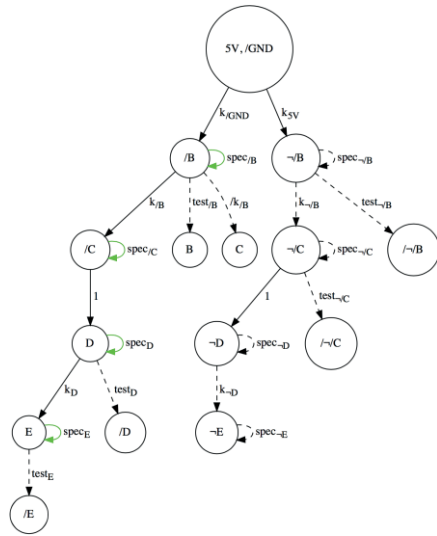 5V, /GND
k/GND
k5V
/B
spec/B
¬/B
spec¬/B
k/B
test/B
/k/B
k¬/B
test¬/B
/C
spec/C
B
C
¬/C
spec¬/C
/¬/B
1
1
test¬/C
D
specD
¬D
spec¬D
/¬/C
kD
testD
k¬D
E
specE
/D
¬E
spec¬E
testE
/E